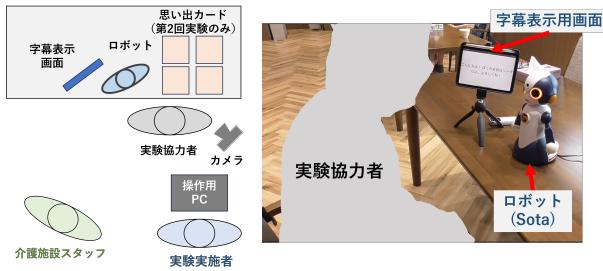 思い出カード
（第2回実験のみ）
字幕表示
画面
ロボット
実験協力者
カメラ
操作用
PC
介護施設スタッフ
実験実施者
字幕表示用画面
実験協力者
ロボット
(Sota)